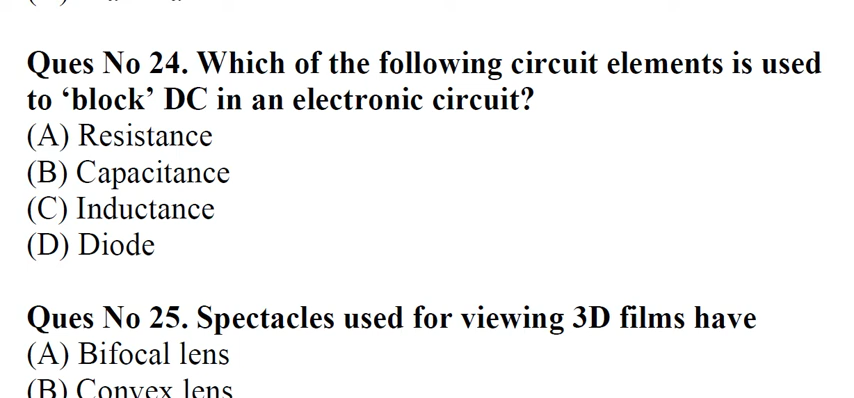 Ques No 24. Which of the following circuit elements is used
to ‘block’ DC in an electronic circuit?
(A) Resistance
(B) Capacitance
(C) Inductance
(D) Diode
Ques No 25. Spectacles used for viewing 3D films have
(A) Bifocal lens
(B) Convex lens